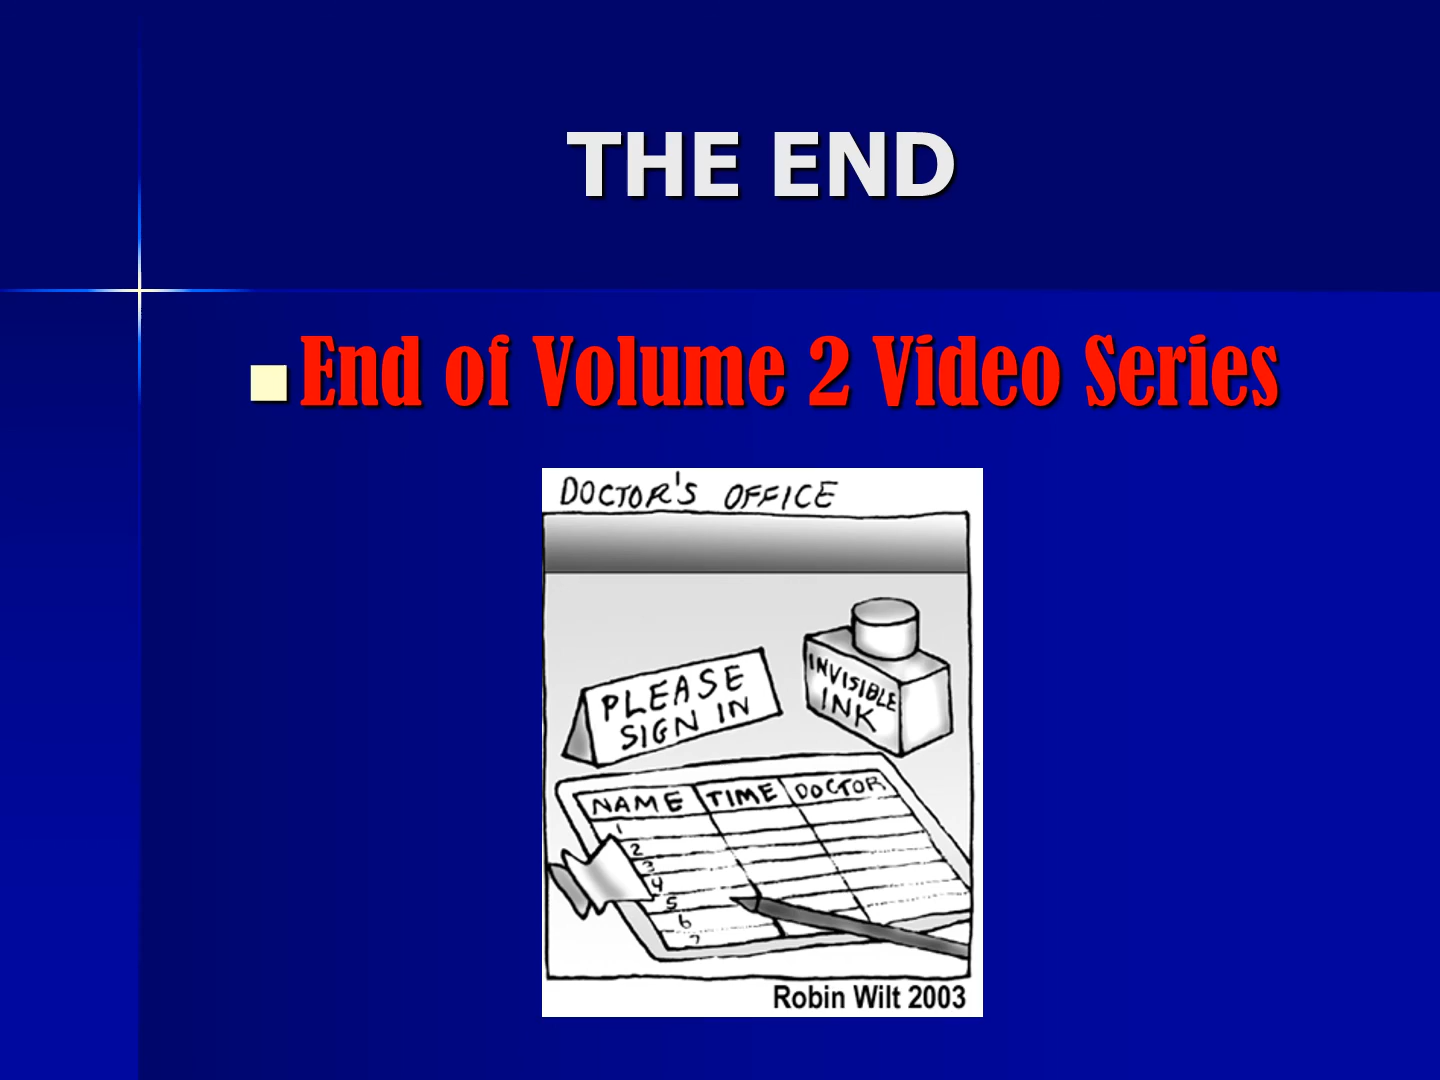 THE END
End of Volume 2 Video Series
DOCTOR'S OFFICE
INVISIBLE
INK
PLEASE
SIGN IN
NAME TIME DOCTOR
1
2
3
4
5
6
7
Robin Wilt 2003